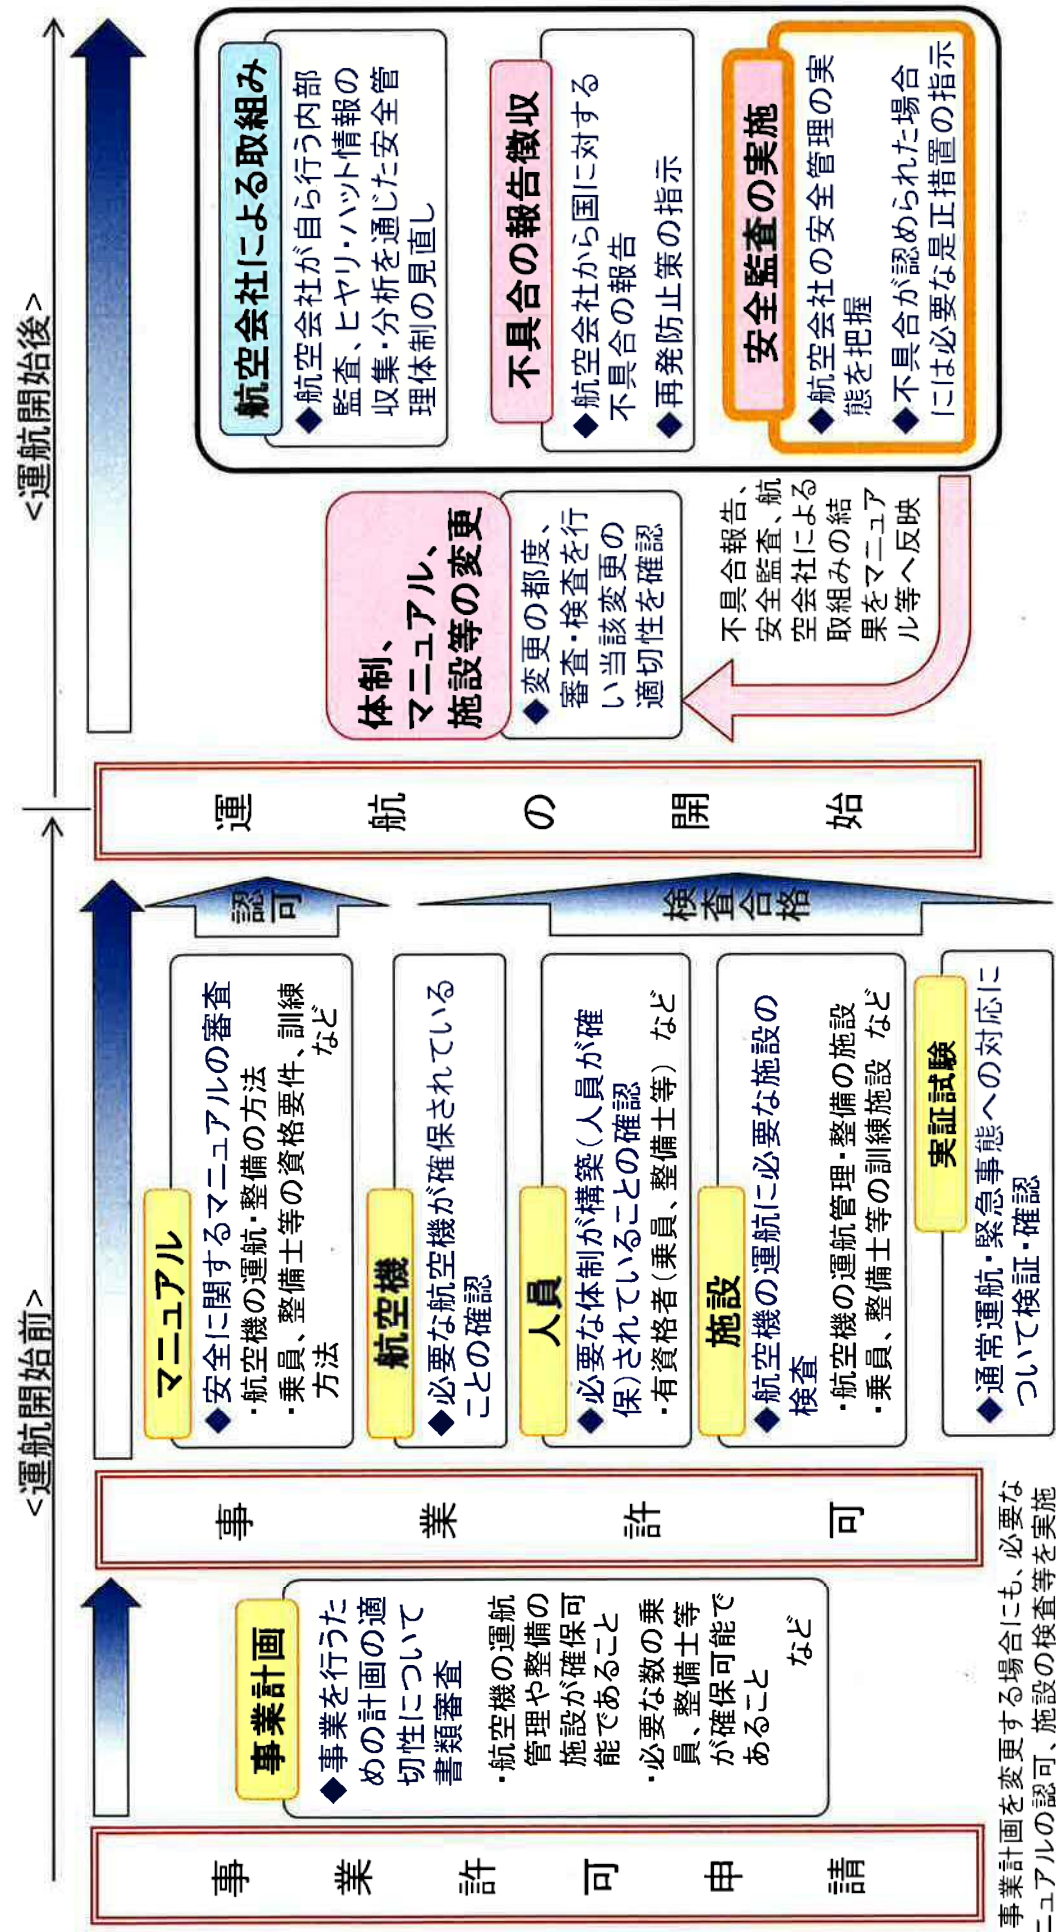 <運航開始前>
<運航開始後>
事業許可申請
事業計画
◆事業を行うた
めの計画の適
切性について
書類審査
・航空機の運航
管理や整備の
施設が確保可
能であること
・必要な数の乗
員、整備士等
が確保可能で
あること
など
事業許可
マニュアル
◆安全に関するマニュアルの審査
・航空機の運航・整備の方法
・乗員、整備士等の資格要件、訓練
方法
など
航空機
◆必要な航空機が確保されている
ことの確認
人員
◆必要な体制が構築(人員が確
保)されていることの確認
・有資格者(乗員、整備士等) など
施設
◆航空機の運航に必要な施設の
検査
・航空機の運航管理・整備の施設
・乗員、整備士等の訓練施設 など
実証試験
◆通常運航・緊急事態への対応に
ついて検証・確認
認可
検査合格
運航の開始
体制、
マニュアル、
施設等の変更
◆変更の都度、
審査・検査を行
い当該変更の
適切性を確認
不具合報告、
安全監査、航
空会社による
取組みの結
果をマニュア
ル等へ反映
航空会社による取組み
◆航空会社が自ら行う内部
監査、ヒヤリ・ハット情報の
収集・分析を通じた安全管
理体制の見直し
不具合の報告徴収
◆航空会社から国に対する
不具合の報告
◆再発防止策の指示
安全監査の実施
◆航空会社の安全管理の実
態を把握
◆不具合が認められた場合
には必要な是正措置の指示
事業計画を変更する場合にも、必要な
ニュアルの認可、施設の検査等を実施